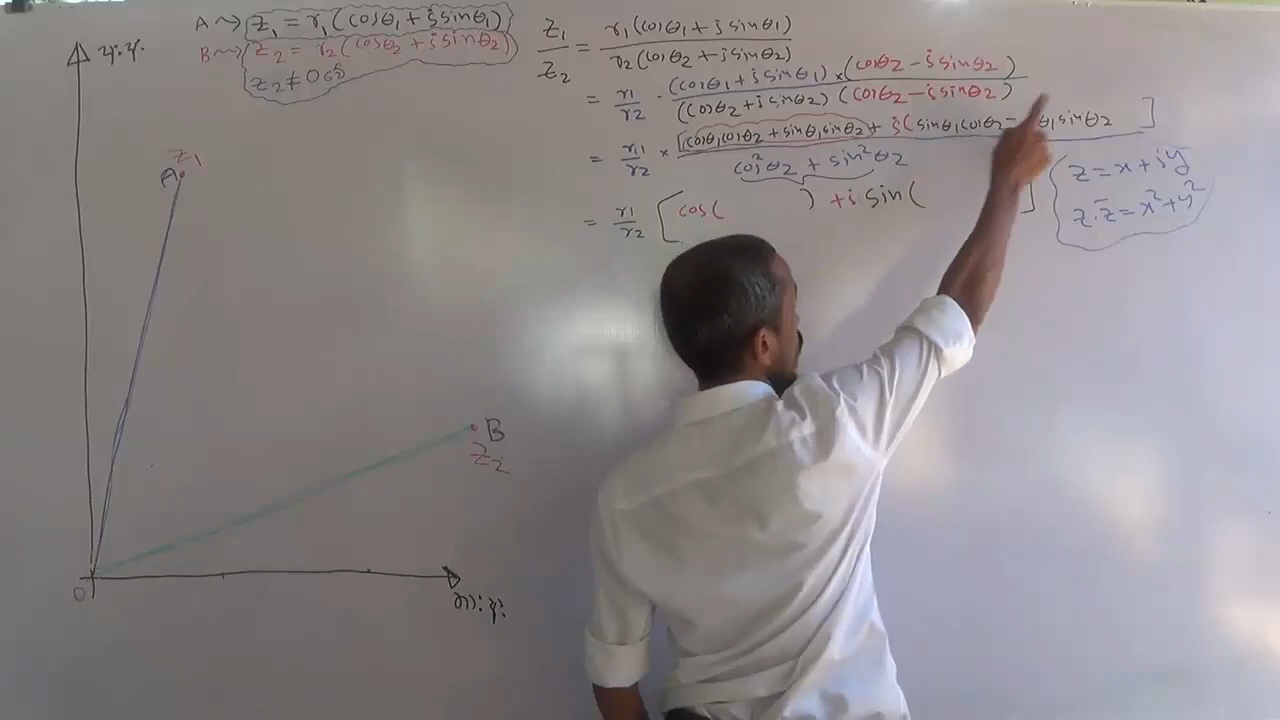 A ⤳ z₁ = r₁(cosθ₁ + i sinθ₁)
B ⤳ z₂ = r₂(cosθ₂ + i sinθ₂)
z₂ ≠ 0
z₁/z₂ = r₁(cosθ₁ + i sinθ₁) / r₂(cosθ₂ + i sinθ₂)
= r₁/r₂ · (cosθ₁ + i sinθ₁) × (cosθ₂ − i sinθ₂) / (cosθ₂ + i sinθ₂) (cosθ₂ − i sinθ₂)
= r₁/r₂ × [(cosθ₁cosθ₂ + sinθ₁sinθ₂) + i(sinθ₁cosθ₂ − θ₁sinθ₂] / cos²θ₂ + sin²θ₂
= r₁/r₂ [cos( ) + i sin( ]
z = x + iy
z·z̄ = x² + y²
z₁
A
B
z₂
O